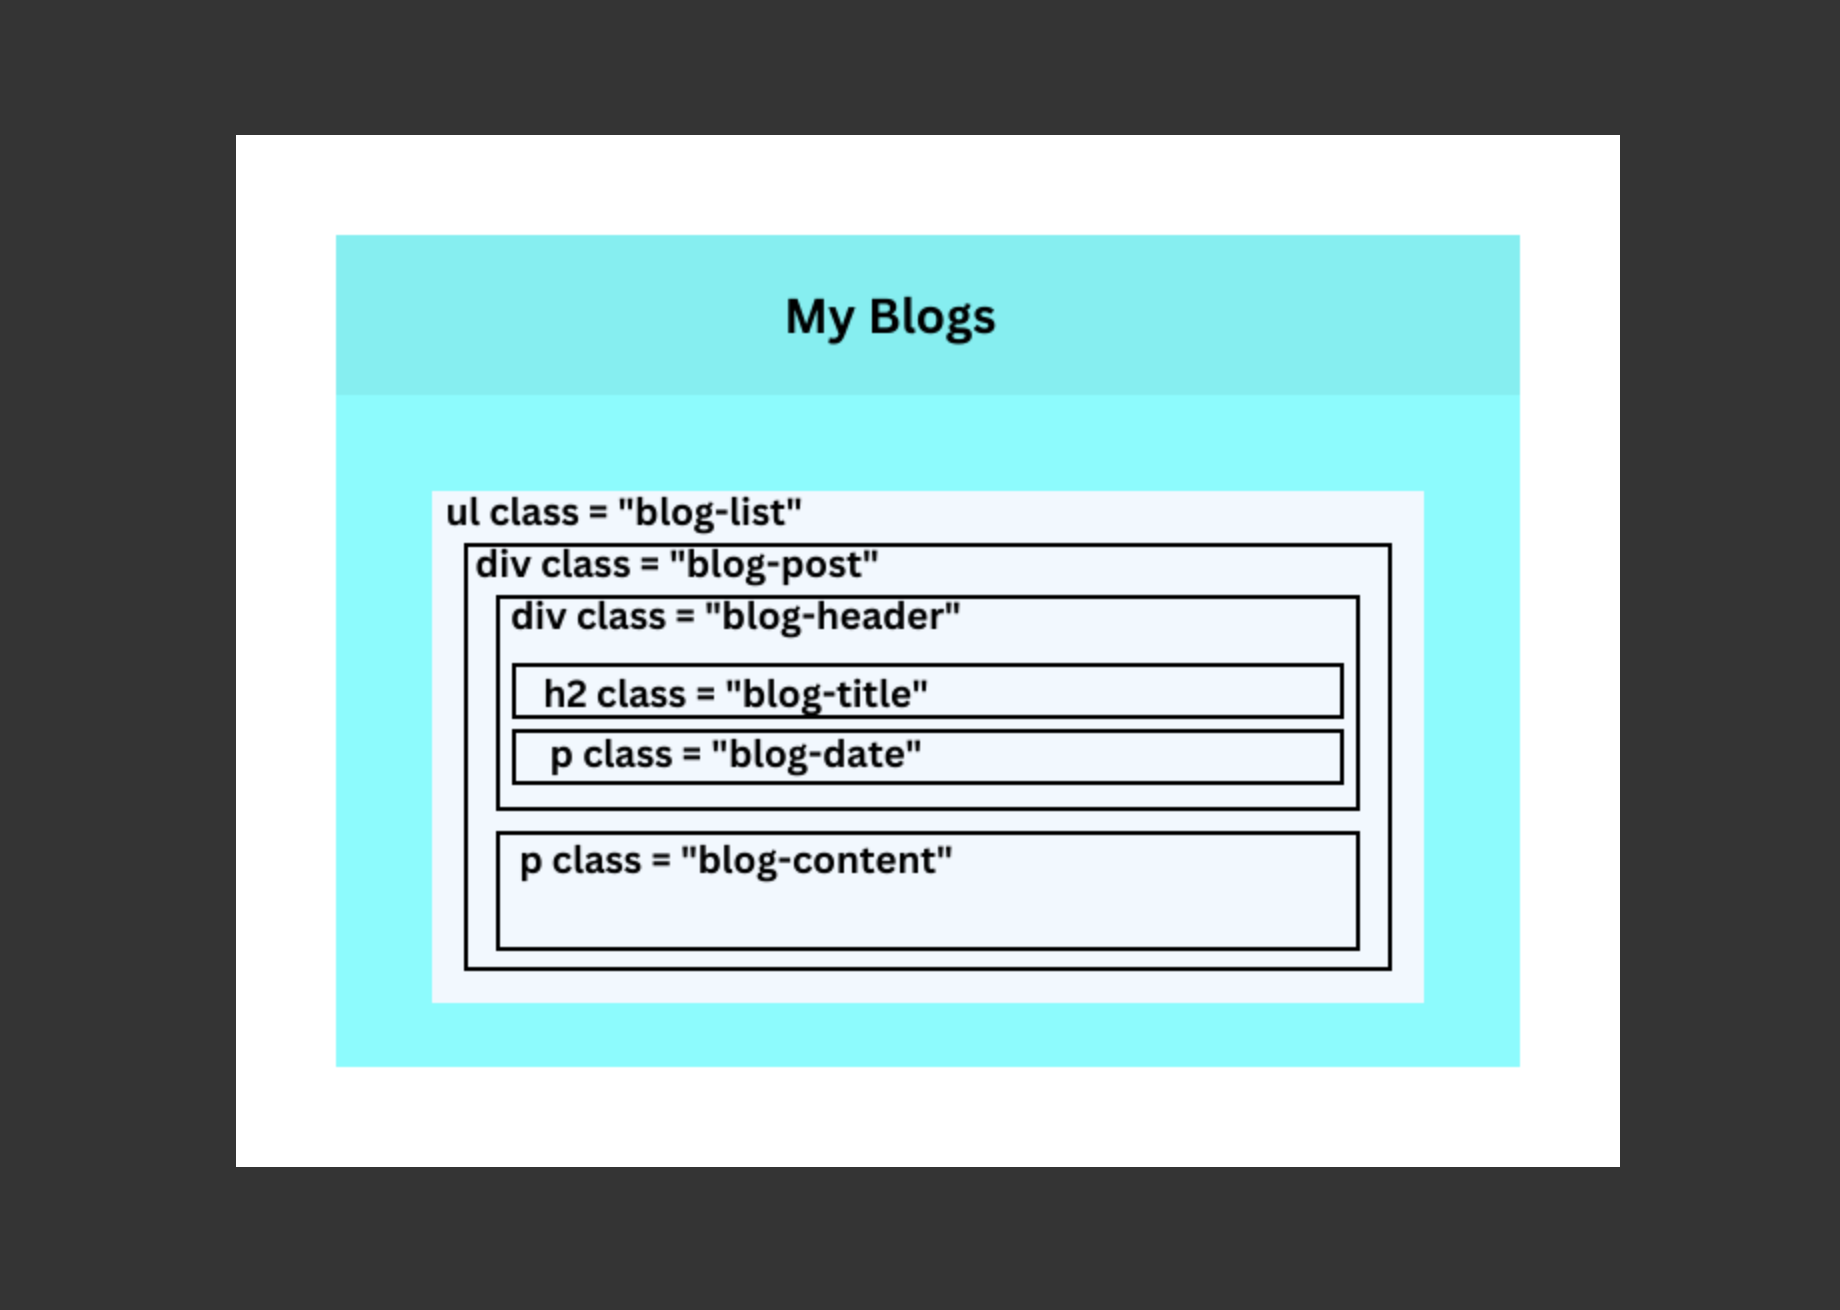 My Blogs
ul class = "blog-list"
div class = "blog-post"
div class = "blog-header"
h2 class = "blog-title"
p class = "blog-date"
p class = "blog-content"